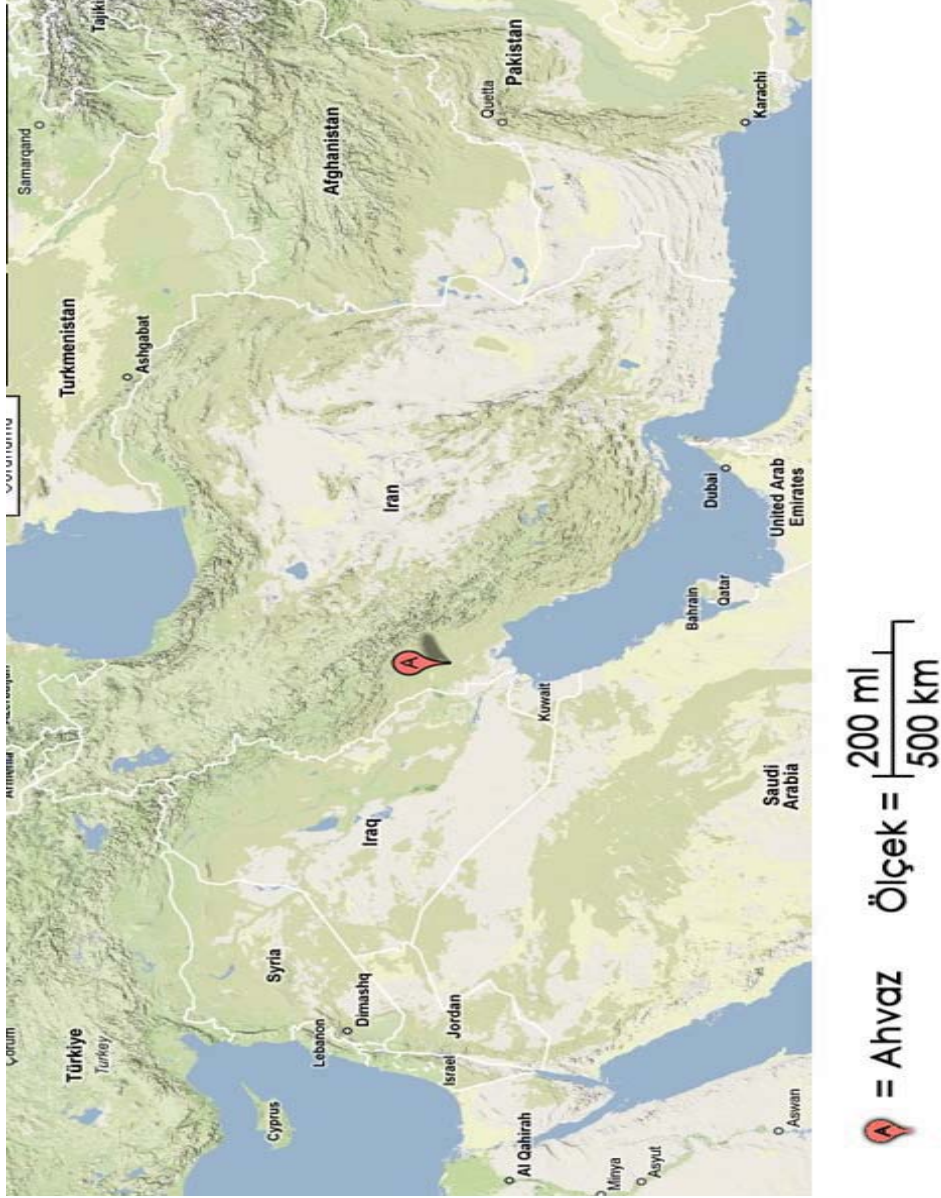 Samarqand
Tajiki
Türkiye
Turkey
Turkmenistan
Ashgabat
Cyprus
Syria
Lebanon
Dimashq
Iraq
Iran
Afghanistan
A
Israel
Jordan
Quetta
Pakistan
Al Qahirah
Kuwait
Minya
Asyut
Bahrain
Qatar
Dubai
United Arab
Emirates
Saudi
Arabia
Aswan
Karachi
A = Ahvaz Ölçek = 200 ml
500 km